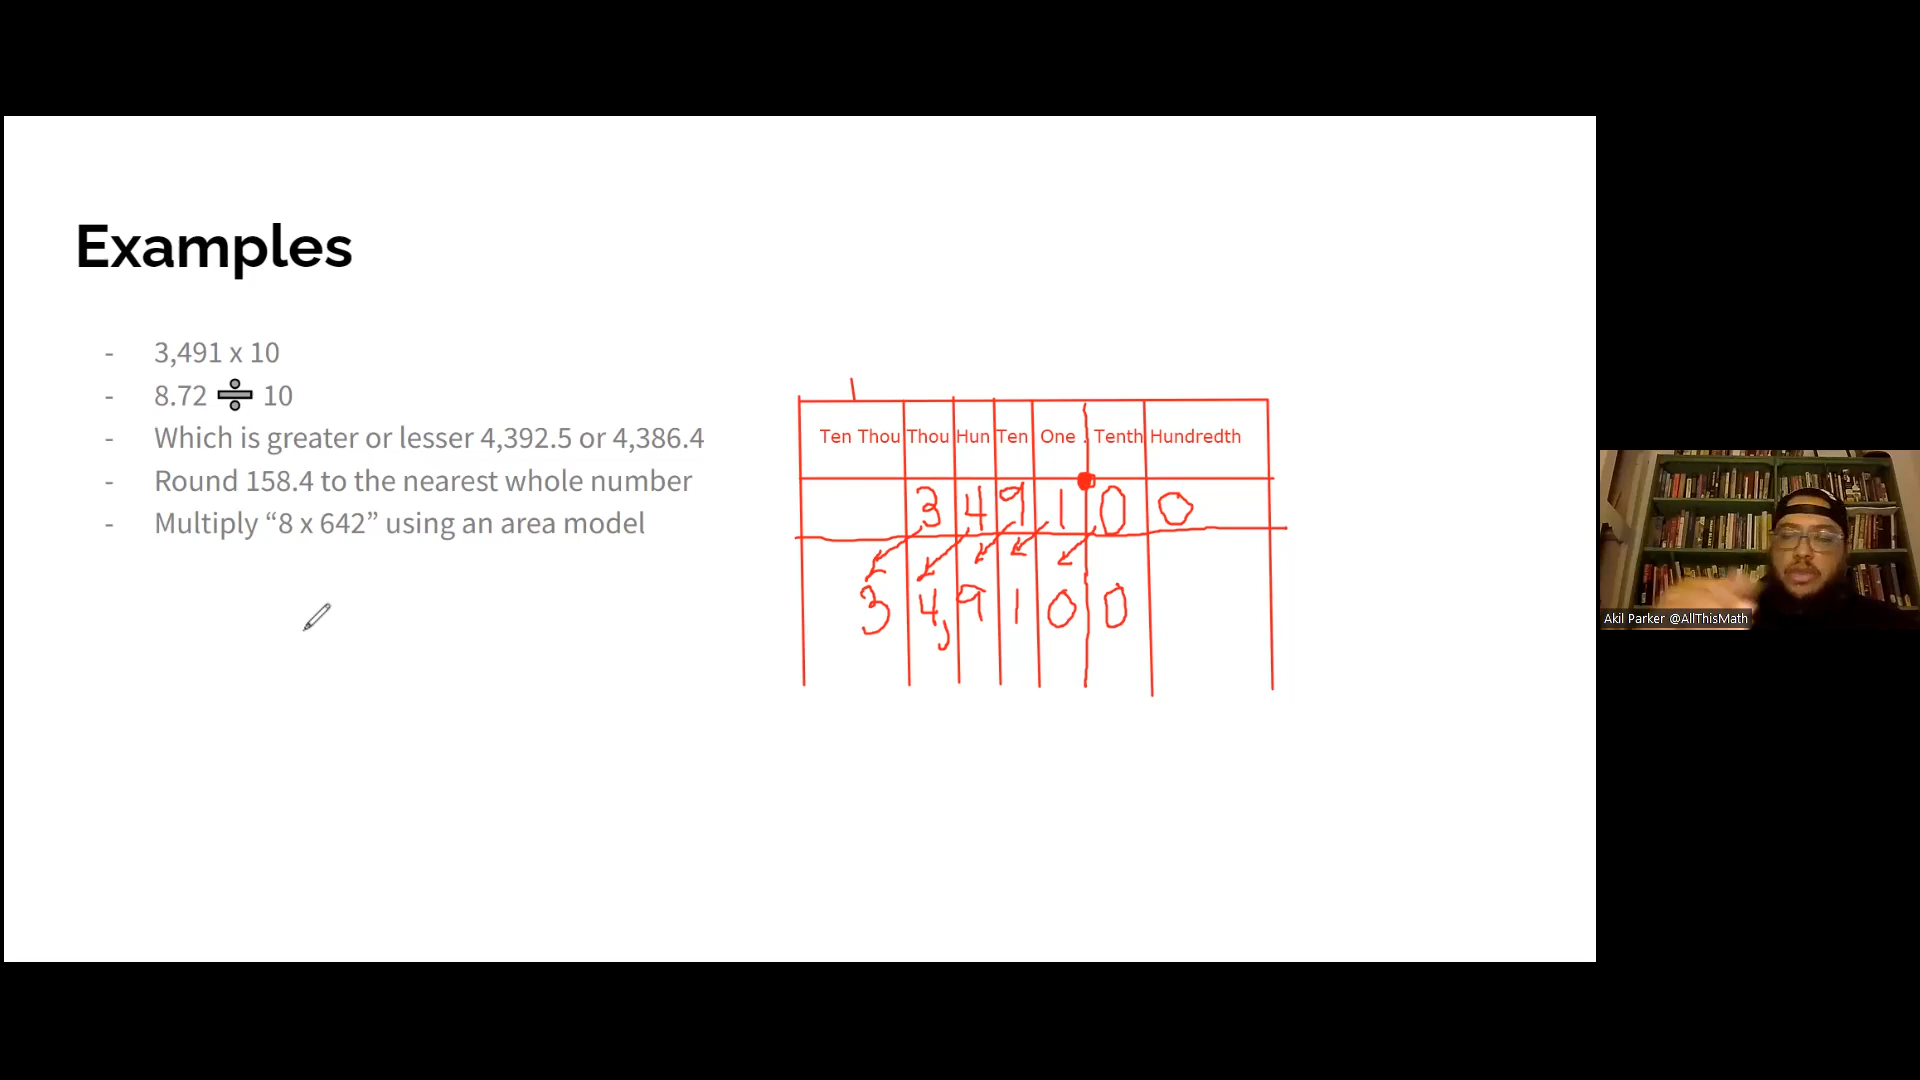 Examples
- 3,491 x 10
- 8.72 ➗ 10
- Which is greater or lesser 4,392.5 or 4,386.4
- Round 158.4 to the nearest whole number
- Multiply “8 x 642” using an area model
Ten Thou Thou Hun Ten One . Tenth Hundredth
3 4 9 1 0 0
3 4, 9 1 0 0
Akil Parker @AllThisMath